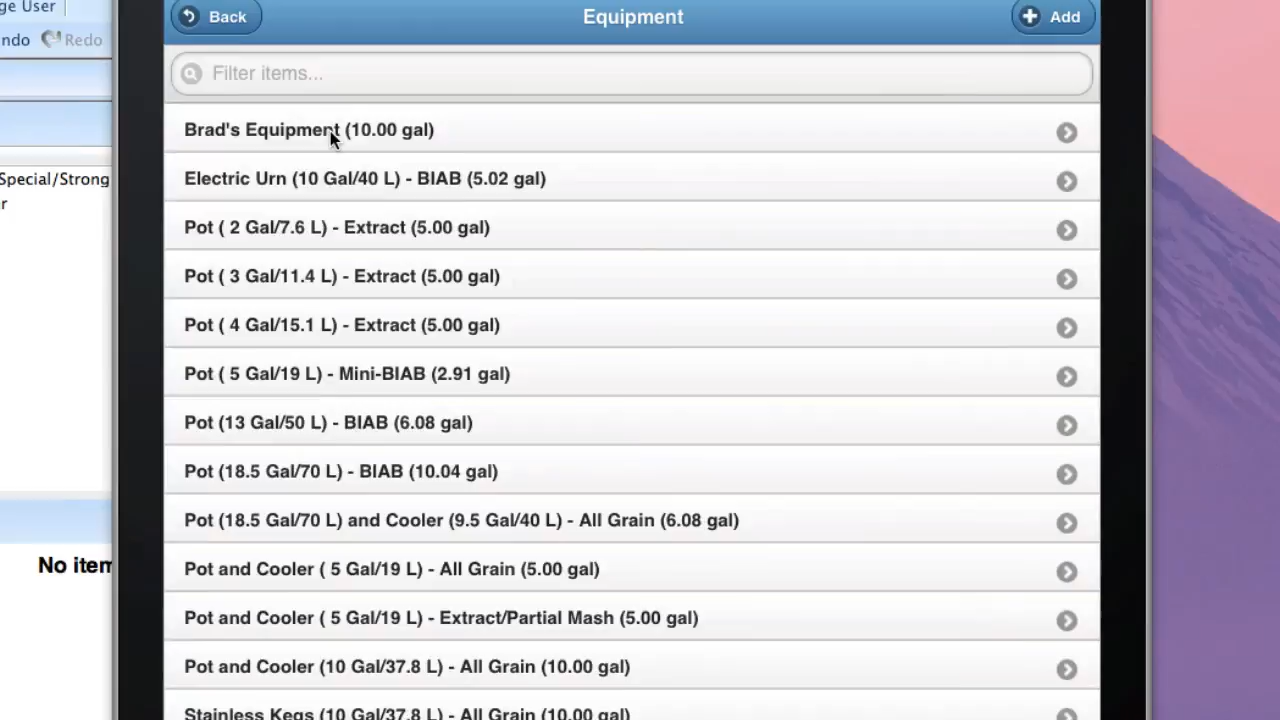 ge User
ndo Redo
Back
Equipment
Add
Filter items...
Brad's Equipment (10.00 gal)
Electric Urn (10 Gal/40 L) - BIAB (5.02 gal)
Pot ( 2 Gal/7.6 L) - Extract (5.00 gal)
Pot ( 3 Gal/11.4 L) - Extract (5.00 gal)
Pot ( 4 Gal/15.1 L) - Extract (5.00 gal)
Pot ( 5 Gal/19 L) - Mini-BIAB (2.91 gal)
Pot (13 Gal/50 L) - BIAB (6.08 gal)
Pot (18.5 Gal/70 L) - BIAB (10.04 gal)
Pot (18.5 Gal/70 L) and Cooler (9.5 Gal/40 L) - All Grain (6.08 gal)
Pot and Cooler ( 5 Gal/19 L) - All Grain (5.00 gal)
Pot and Cooler ( 5 Gal/19 L) - Extract/Partial Mash (5.00 gal)
Pot and Cooler (10 Gal/37.8 L) - All Grain (10.00 gal)
Stainless Kegs (10 Gal/37.8 L) - All Grain (10.00 gal)
Special/Strong
r
No item